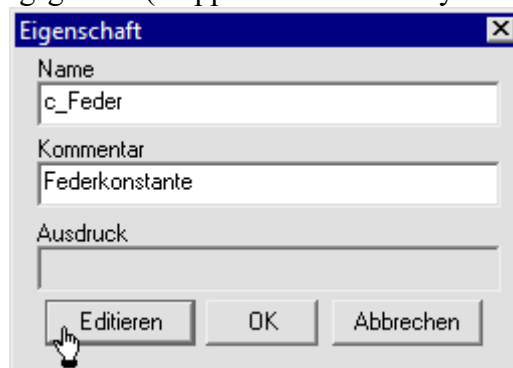 Eigenschaft
Name
c_Feder
Kommentar
Federkonstante
Ausdruck
Editieren OK Abbrechen